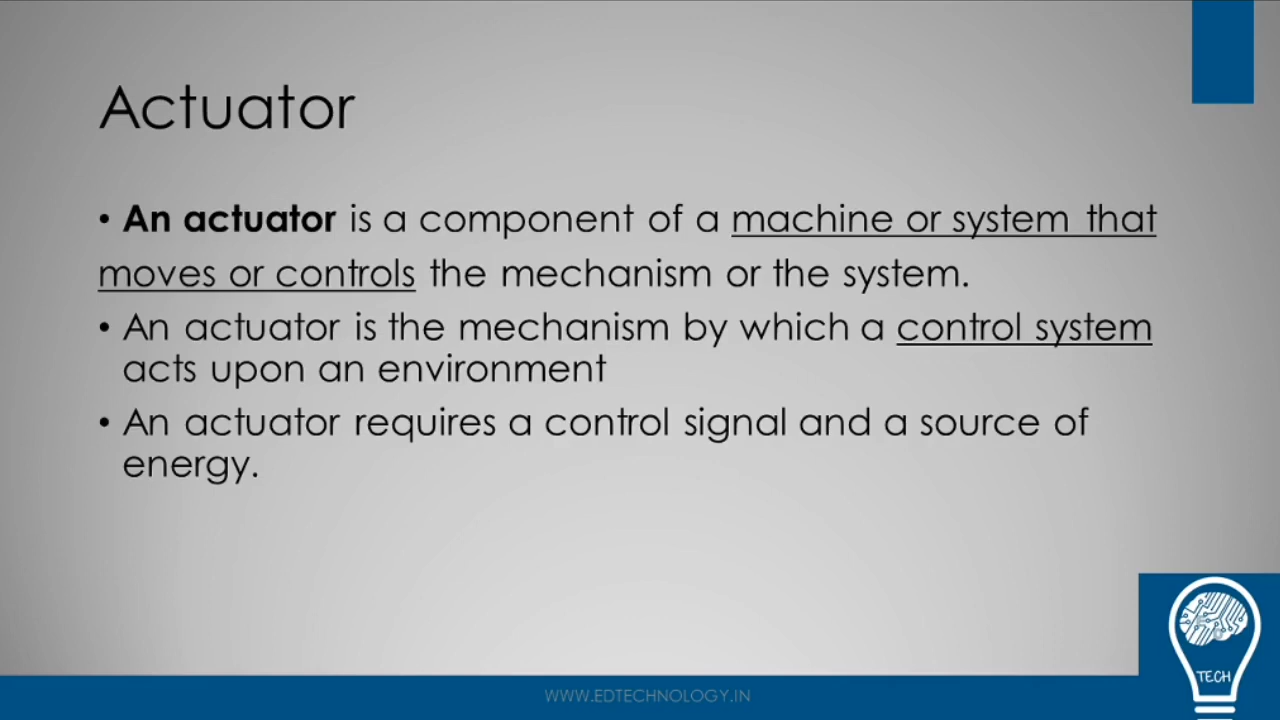 Actuator
• An actuator is a component of a machine or system that
moves or controls the mechanism or the system.
• An actuator is the mechanism by which a control system
acts upon an environment
• An actuator requires a control signal and a source of
energy.
TECH
WWW.EDTECHNOLOGY.IN